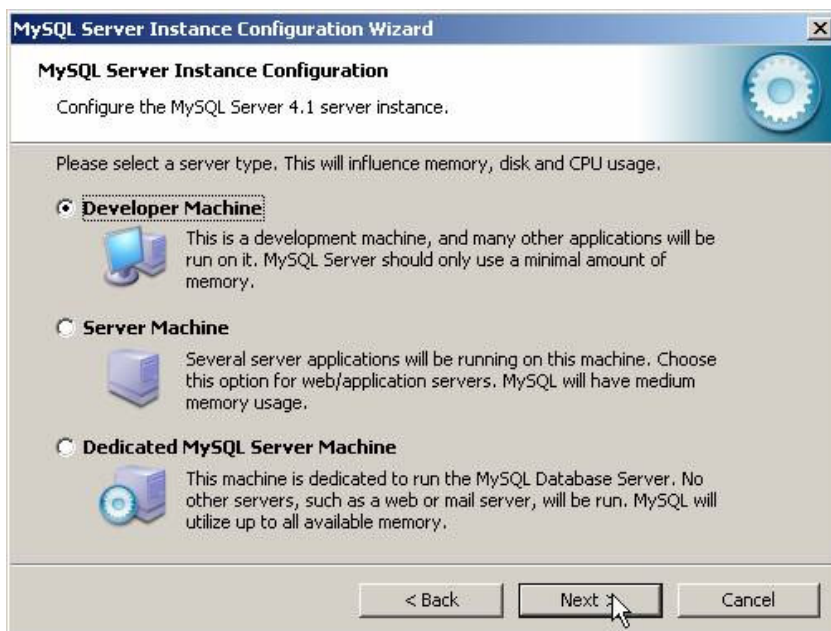 MySQL Server Instance Configuration Wizard
MySQL Server Instance Configuration
Configure the MySQL Server 4.1 server instance.
Please select a server type. This will influence memory, disk and CPU usage.
Developer Machine
This is a development machine, and many other applications will be
run on it. MySQL Server should only use a minimal amount of
memory.
Server Machine
Several server applications will be running on this machine. Choose
this option for web/application servers. MySQL will have medium
memory usage.
Dedicated MySQL Server Machine
This machine is dedicated to run the MySQL Database Server. No
other servers, such as a web or mail server, will be run. MySQL will
utilize up to all available memory.
< Back
Next >
Cancel